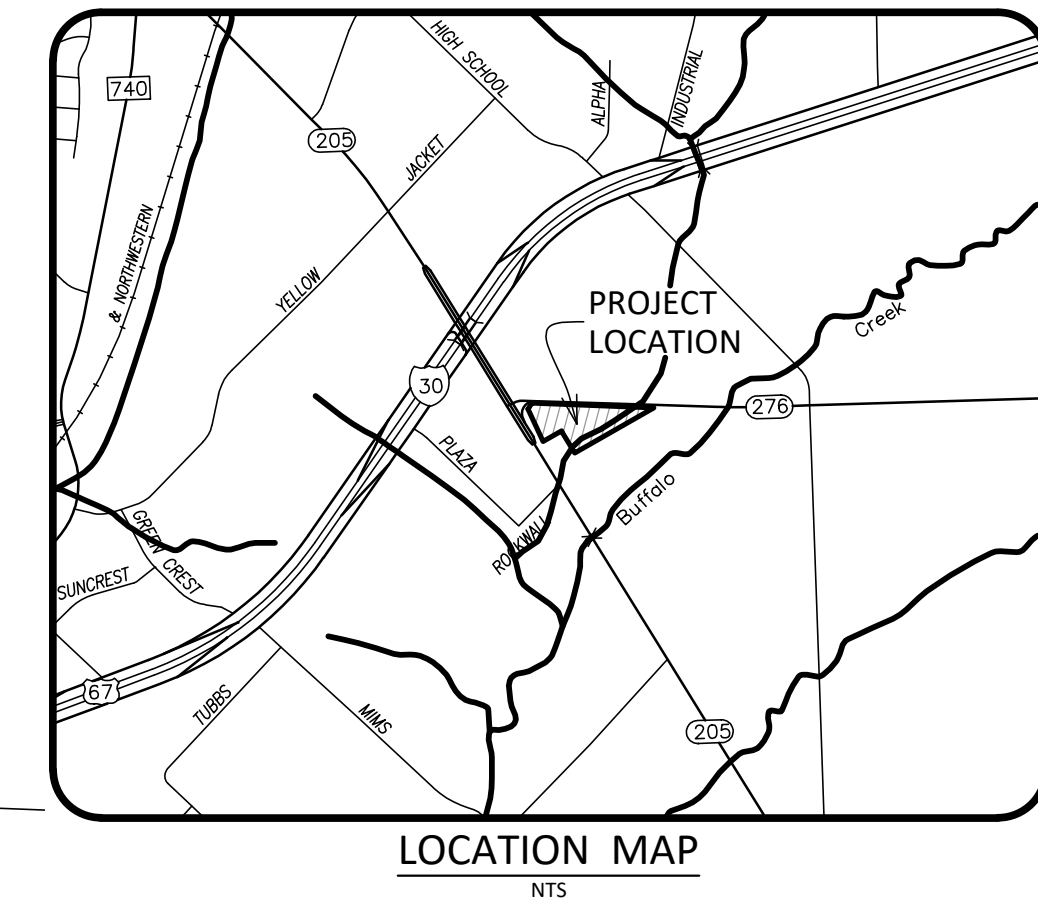 HIGH SCHOOL
740
ALPHA
INDUSTRIAL
205
JACKET
& NORTHWESTERN
YELLOW
PROJECT
LOCATION
Creek
30
276
PLAZA
Buffalo
ROCKWALL
GREEN CREST
SUNCREST
67
TUBBS
MIMS
205
LOCATION MAP
NTS